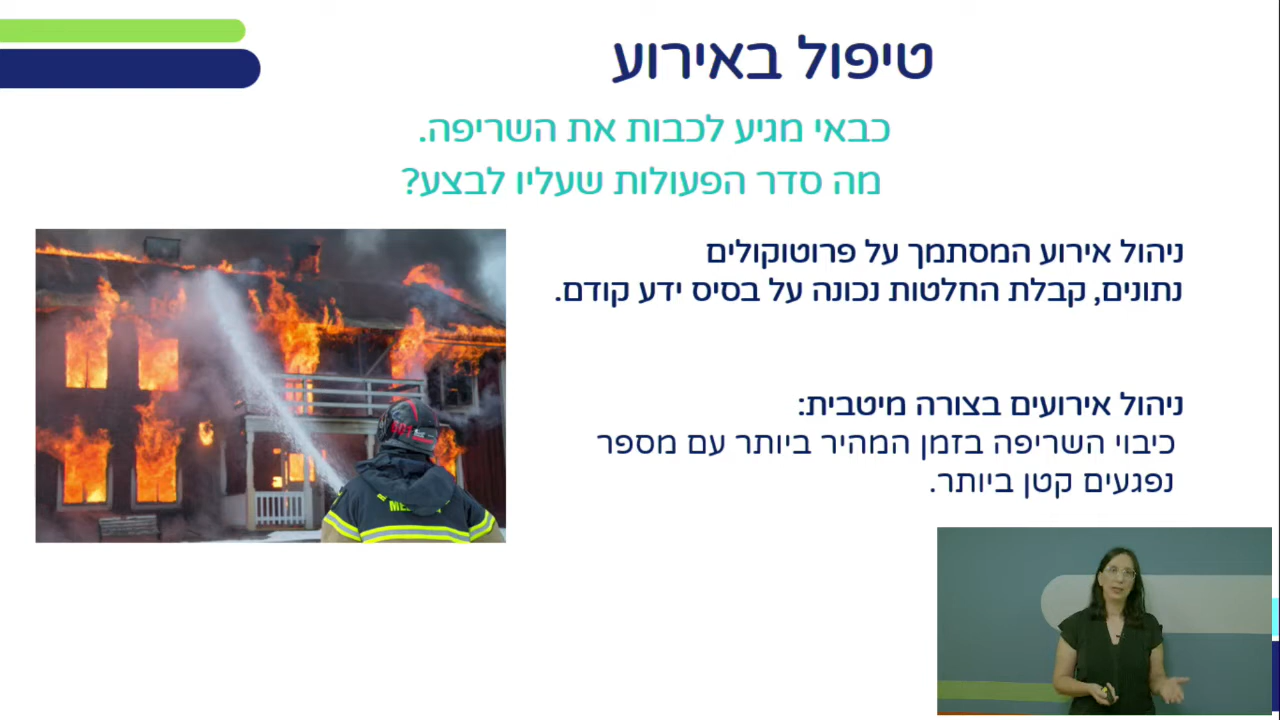 טיפול באירוע
כבאי מגיע לכבות את השריפה.
מה סדר הפעולות שעליו לבצע?
ניהול אירוע המסתמך על פרוטוקולים
נתונים, קבלת החלטות נכונה על בסיס ידע קודם.
ניהול אירועים בצורה מיטבית:
כיבוי השריפה בזמן המהיר ביותר עם מספר
נפגעים קטן ביותר.